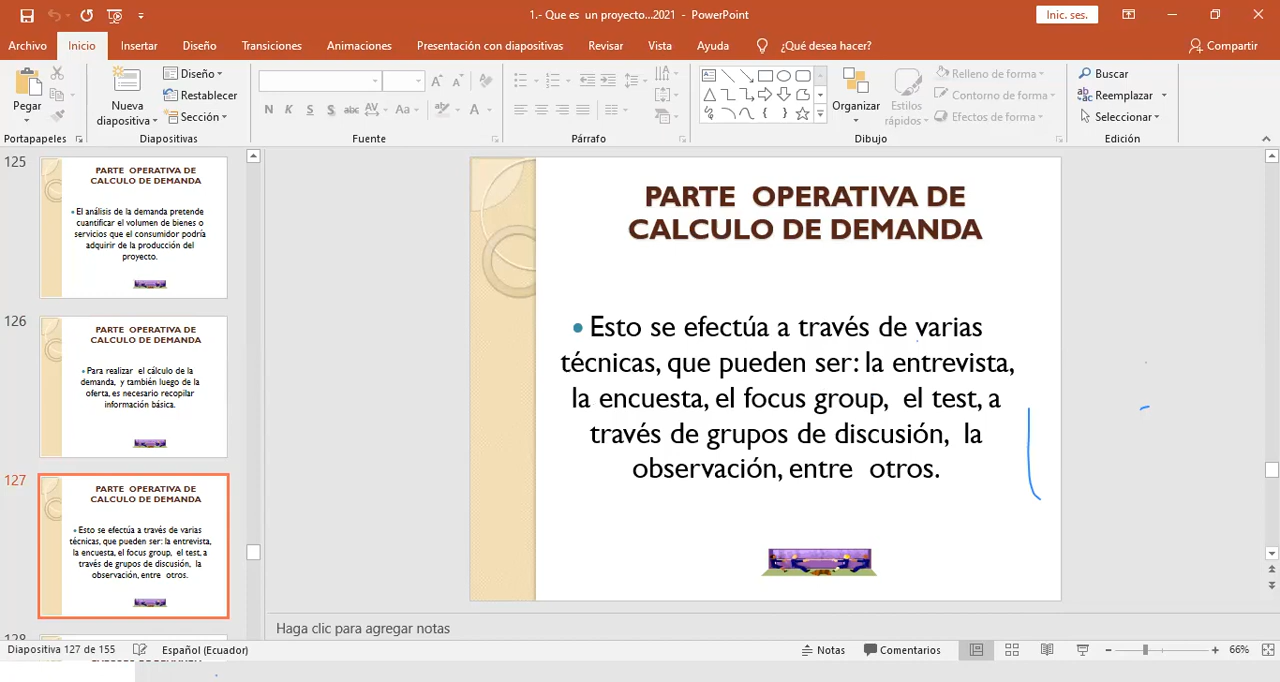 1.- Que es  un proyecto...2021  -  PowerPoint
Inic. ses.
Archivo
Inicio
Insertar
Diseño
Transiciones
Animaciones
Presentación con diapositivas
Revisar
Vista
Ayuda
¿Qué desea hacer?
Compartir
Pegar
Portapapeles
Nueva
diapositiva
Diseño
Restablecer
Sección
Diapositivas
N K S S abc AV Aa A
Fuente
Párrafo
Organizar
Estilos
rápidos
Relleno de forma
Contorno de forma
Efectos de forma
Dibujo
Buscar
Reemplazar
Seleccionar
Edición
125
PARTE  OPERATIVA DE
CALCULO DE DEMANDA
El análisis de la demanda pretende
cuantificar el volumen de bienes o
servicios que el consumidor podría
adquirir de la producción del
proyecto.
126
PARTE  OPERATIVA DE
CALCULO DE DEMANDA
Para realizar  el cálculo de la
demanda,  y también luego de la
oferta, es necesario recopilar
información básica.
127
PARTE  OPERATIVA DE
CALCULO DE DEMANDA
Esto se efectúa a través de varias
técnicas, que pueden ser: la entrevista,
la encuesta, el focus group,  el test, a
través de grupos de discusión,  la
observación, entre  otros.
128
PARTE  OPERATIVA DE
CALCULO DE DEMANDA
• Esto se efectúa a través de varias
técnicas, que pueden ser: la entrevista,
la encuesta, el focus group,  el test, a
través de grupos de discusión,  la
observación, entre  otros.
Haga clic para agregar notas
Diapositiva 127 de 155
Español (Ecuador)
Notas
Comentarios
66%